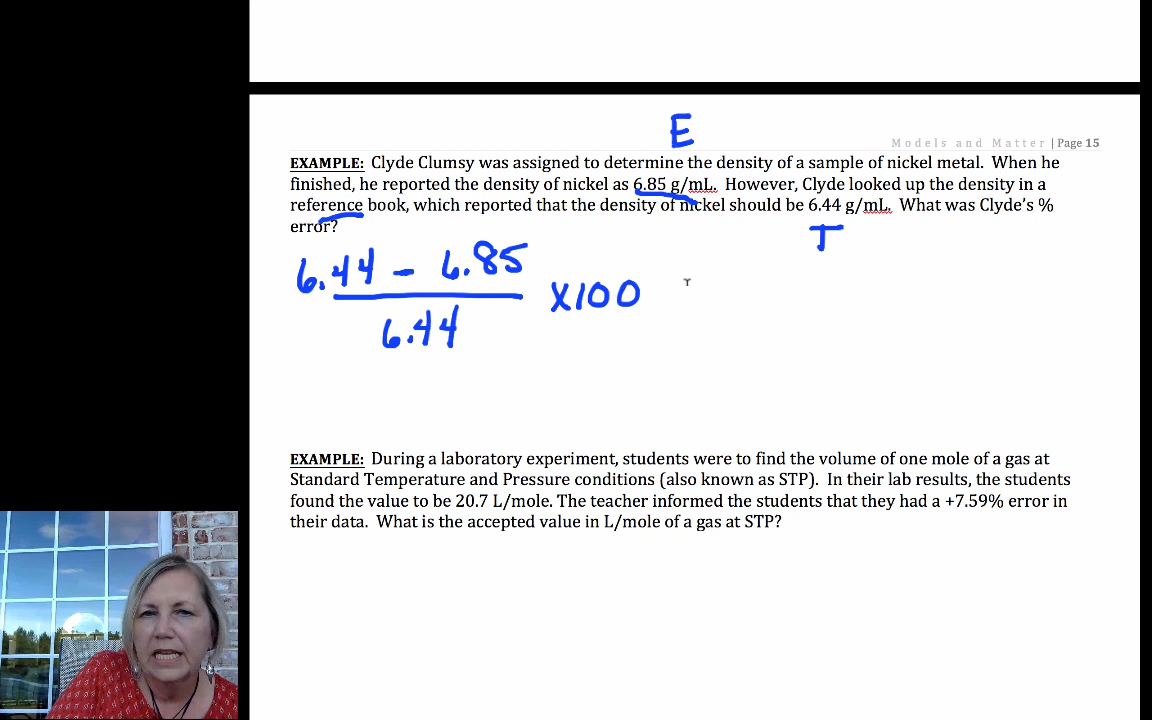 E
Models and Matter | Page 15
EXAMPLE: Clyde Clumsy was assigned to determine the density of a sample of nickel metal. When he
finished, he reported the density of nickel as 6.85 g/mL. However, Clyde looked up the density in a
reference book, which reported that the density of nickel should be 6.44 g/mL. What was Clyde's %
error?
T
6.44 - 6.85
6.44
X100
EXAMPLE: During a laboratory experiment, students were to find the volume of one mole of a gas at
Standard Temperature and Pressure conditions (also known as STP). In their lab results, the students
found the value to be 20.7 L/mole. The teacher informed the students that they had a +7.59% error in
their data. What is the accepted value in L/mole of a gas at STP?